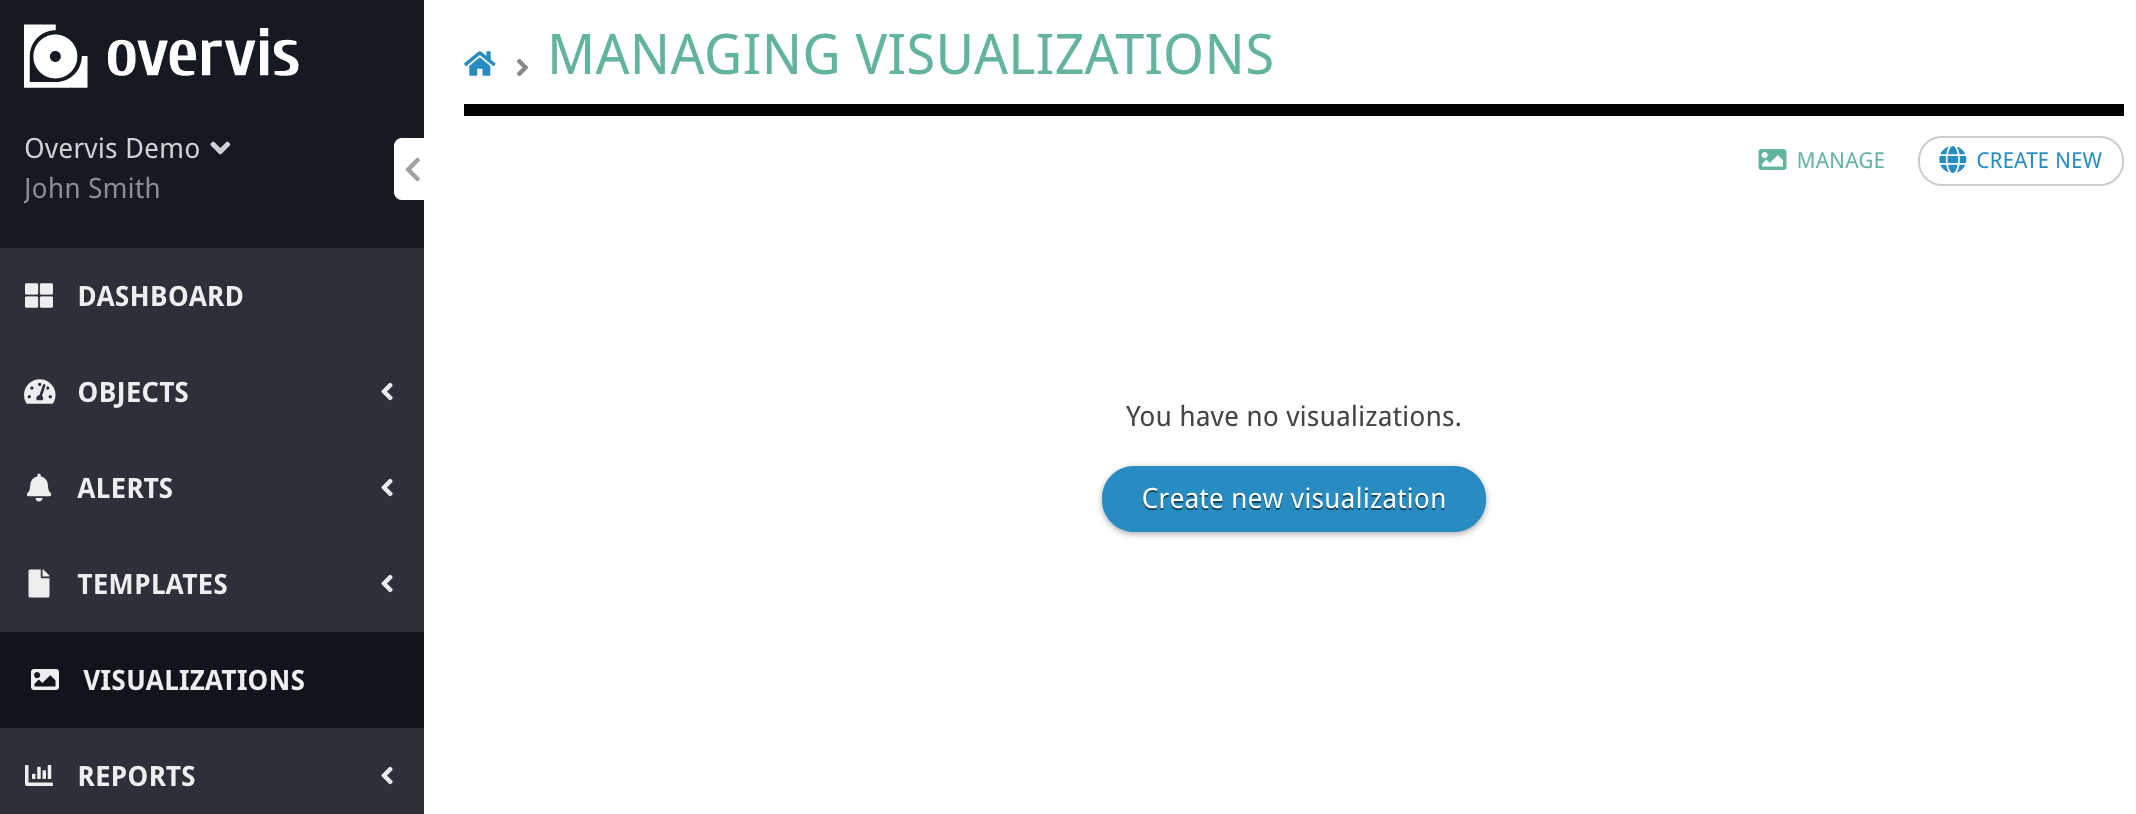 overvis
Overvis Demo
John Smith
DASHBOARD
OBJECTS
ALERTS
TEMPLATES
VISUALIZATIONS
REPORTS
MANAGING VISUALIZATIONS
MANAGE
CREATE NEW
You have no visualizations.
Create new visualization